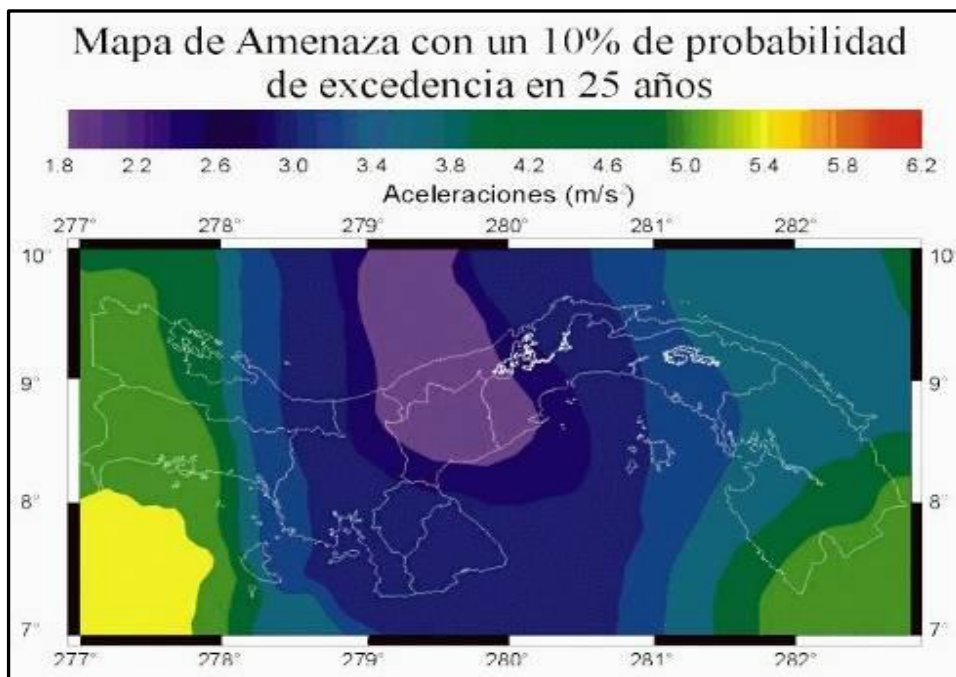 Mapa de Amenaza con un 10% de probabilidad
de excedencia en 25 años
1.8 2.2 2.6 3.0 3.4 3.8 4.2 4.6 5.0 5.4 5.8 6.2
Aceleraciones (m/s²)
277° 278° 279° 280° 281° 282°
10° 10°
9° 9°
8° 8°
7° 7°
277° 278° 279° 280° 281° 282°